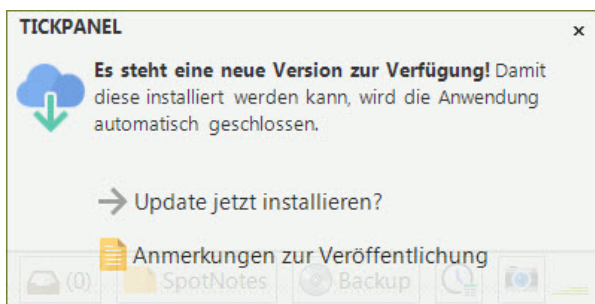 TICKPANEL x
Es steht eine neue Version zur Verfügung! Damit
diese installiert werden kann, wird die Anwendung
automatisch geschlossen.
Update jetzt installieren?
Anmerkungen zur Veröffentlichung
(0) SpotNotes Backup